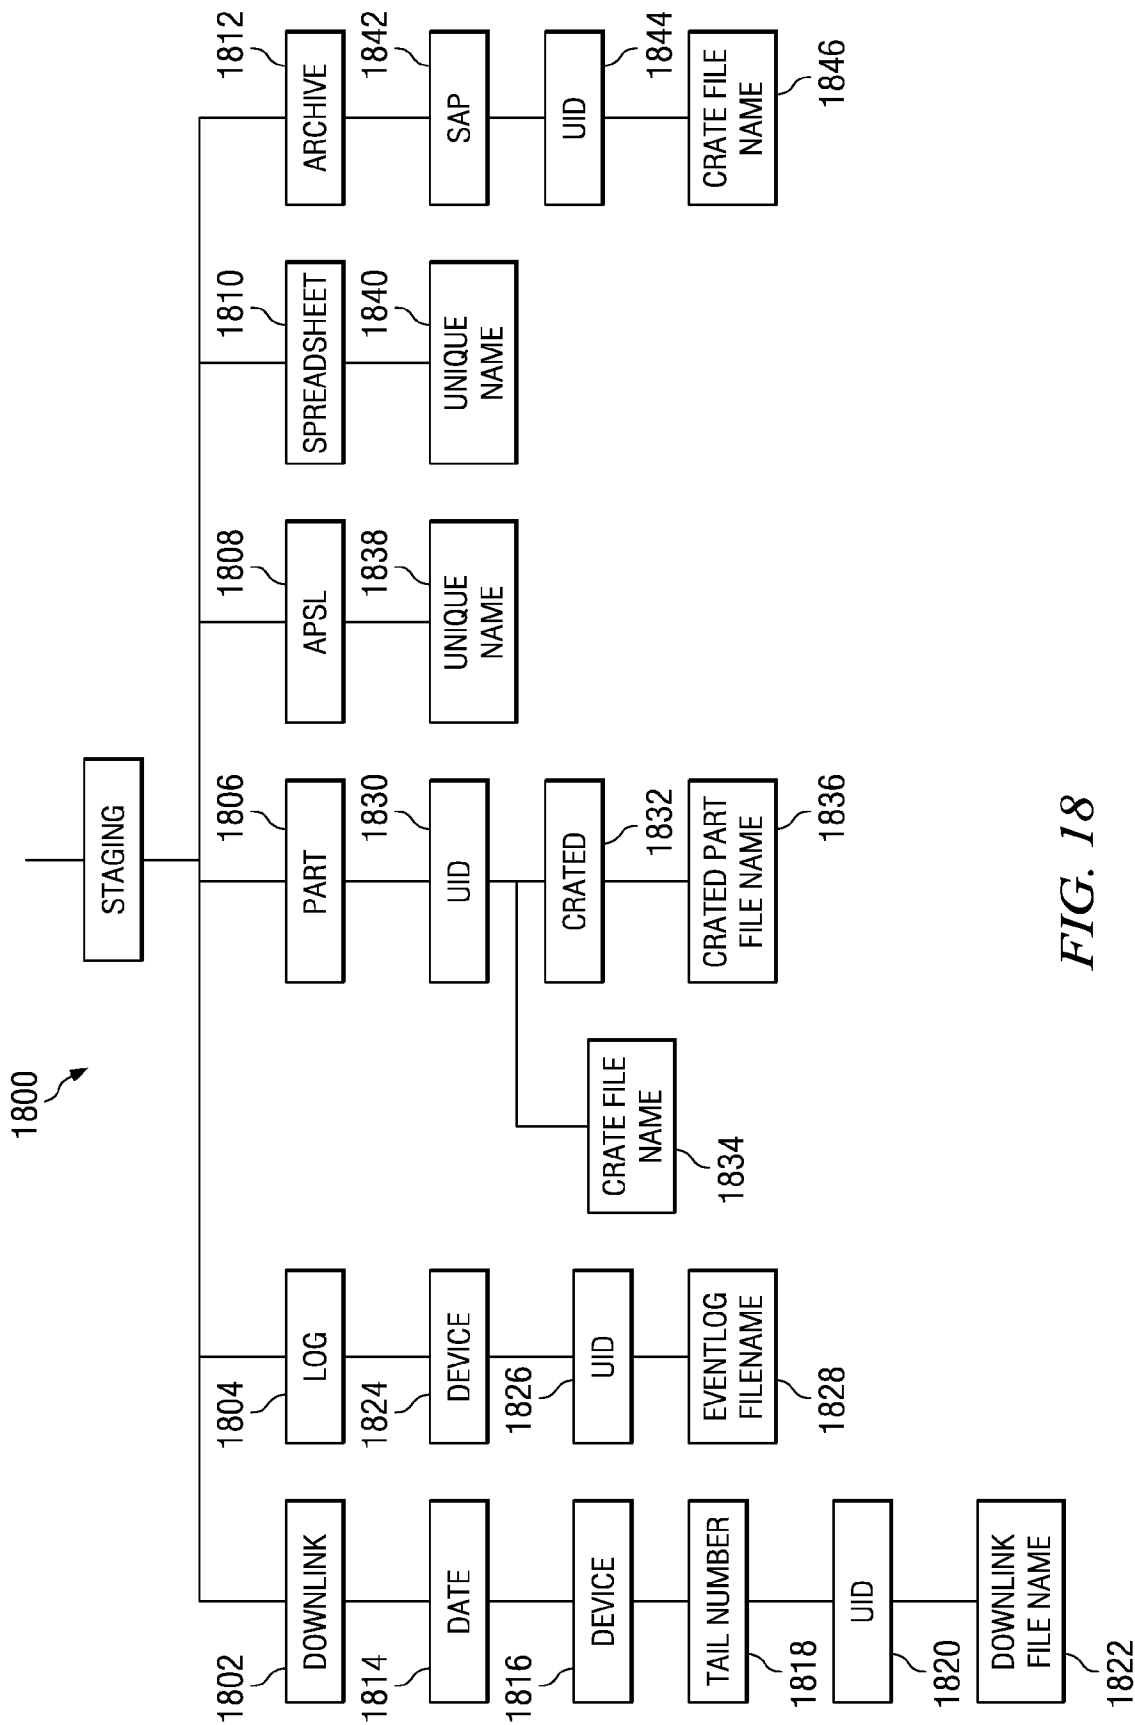 1800
STAGING
1802
DOWNLINK
1804
LOG
1806
PART
1808
APSL
1810
SPREADSHEET
1812
ARCHIVE
1814
DATE
1824
DEVICE
1830
UID
1838
UNIQUE
NAME
1840
UNIQUE
NAME
1842
SAP
1816
DEVICE
1826
UID
CRATE FILE
NAME
1834
CRATED
1832
UID
1844
TAIL NUMBER
1818
EVENTLOG
FILENAME
1828
CRATED PART
FILE NAME
1836
CRATE FILE
NAME
1846
UID
1820
DOWNLINK
FILE NAME
1822
FIG. 18